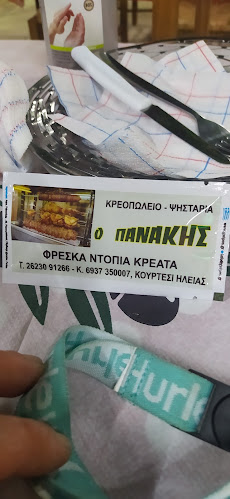 ΚΡΕΟΠΩΛΕΙΟ - ΨΗΣΤΑΡΙΑ
Ο ΠΑΝΑΚΗΣ
ΦΡΕΣΚΑ ΝΤΟΠΙΑ ΚΡΕΑΤΑ
Τ. 26230 91266 - Κ. 6937 350007, ΚΟΥΡΤΕΣΙ ΗΛΕΙΑΣ